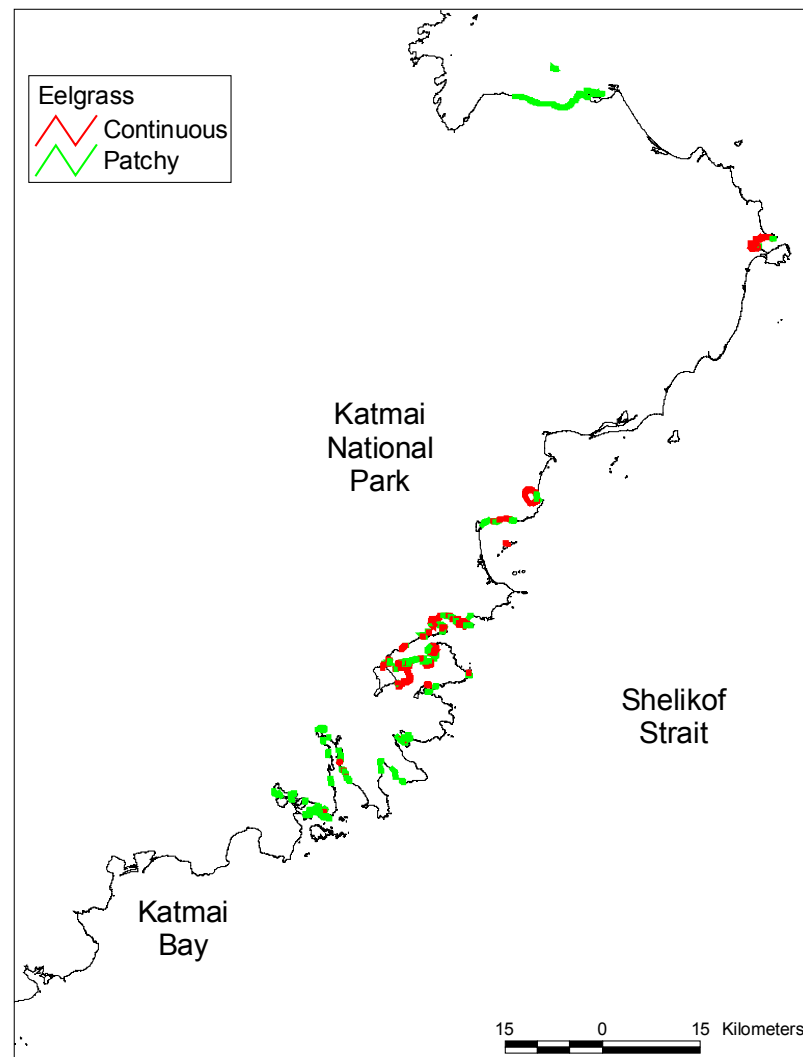 Eelgrass
Continuous
Patchy
Katmai
National
Park
Shelikof
Strait
Katmai
Bay
15 0 15 Kilometers